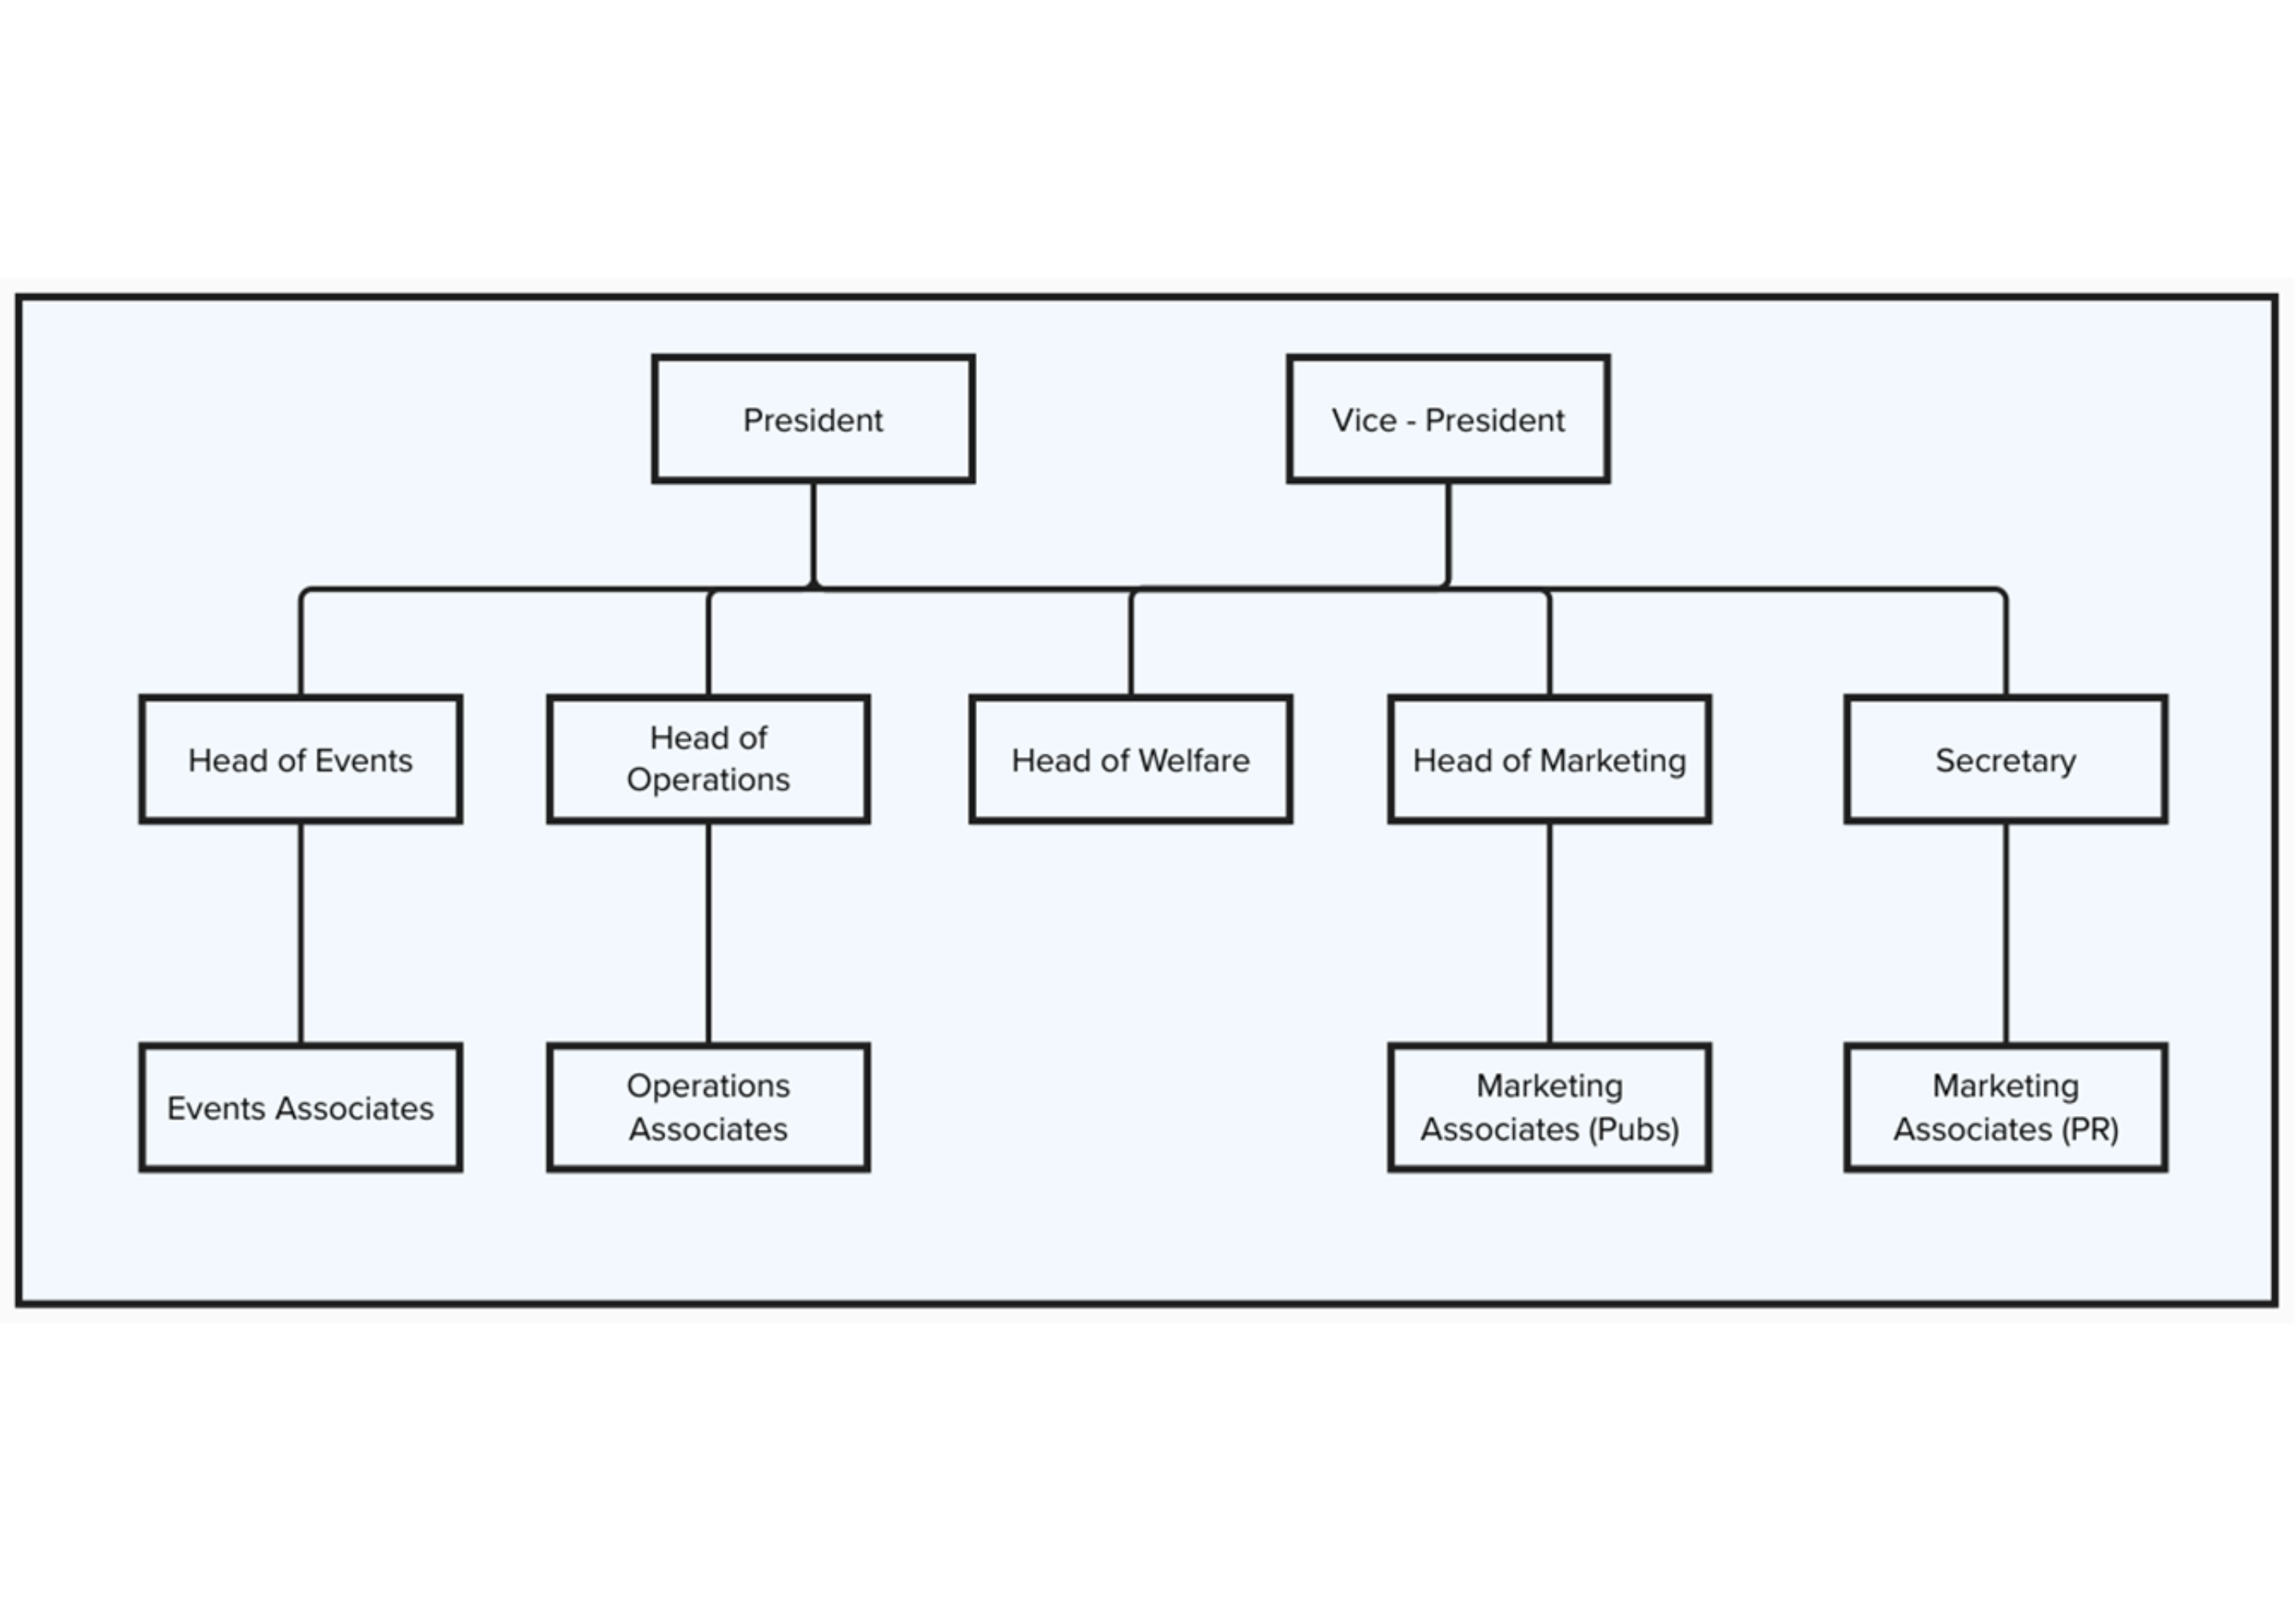 President
Vice - President
Head of Events
Head of
Operations
Head of Welfare
Head of Marketing
Secretary
Events Associates
Operations
Associates
Marketing
Associates (Pubs)
Marketing
Associates (PR)